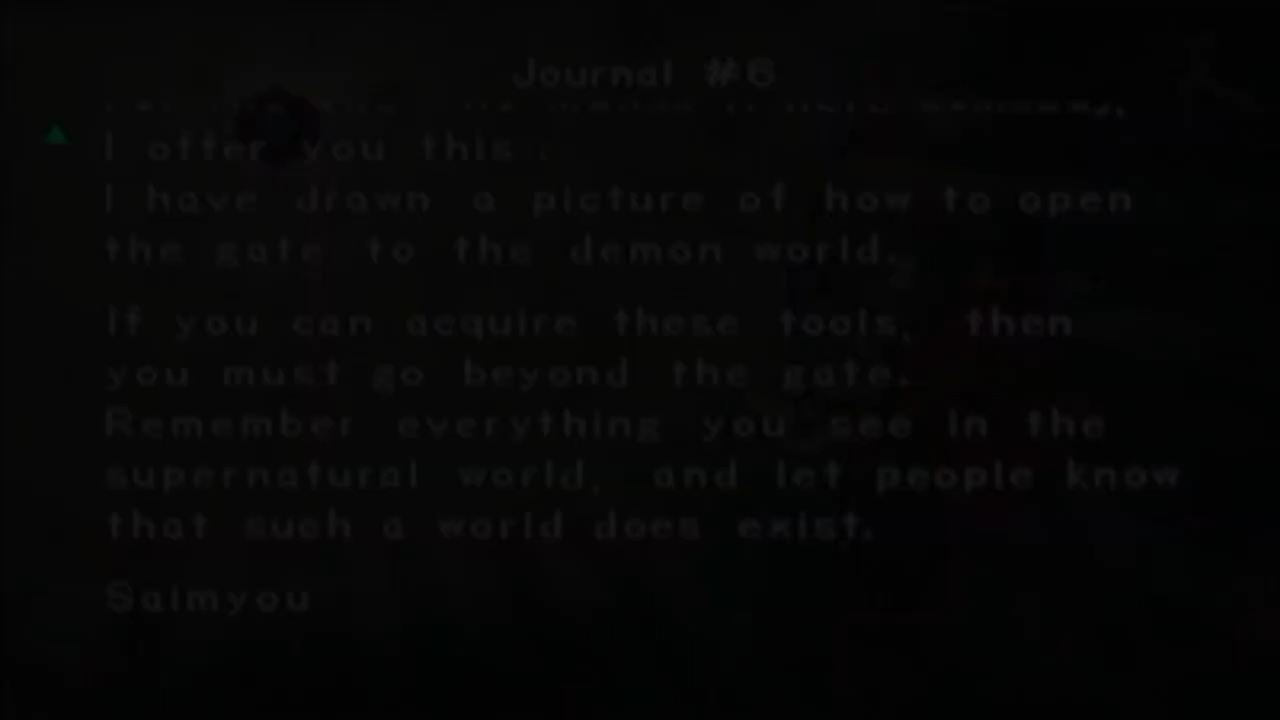 Journal #6
I offer you this :
I have drawn a picture of how to open
the gate to the demon world.
If you can acquire these tools, then
you must go beyond the gate.
Remember everything you see in the
supernatural world, and let people know
that such a world does exist.
Saimyou